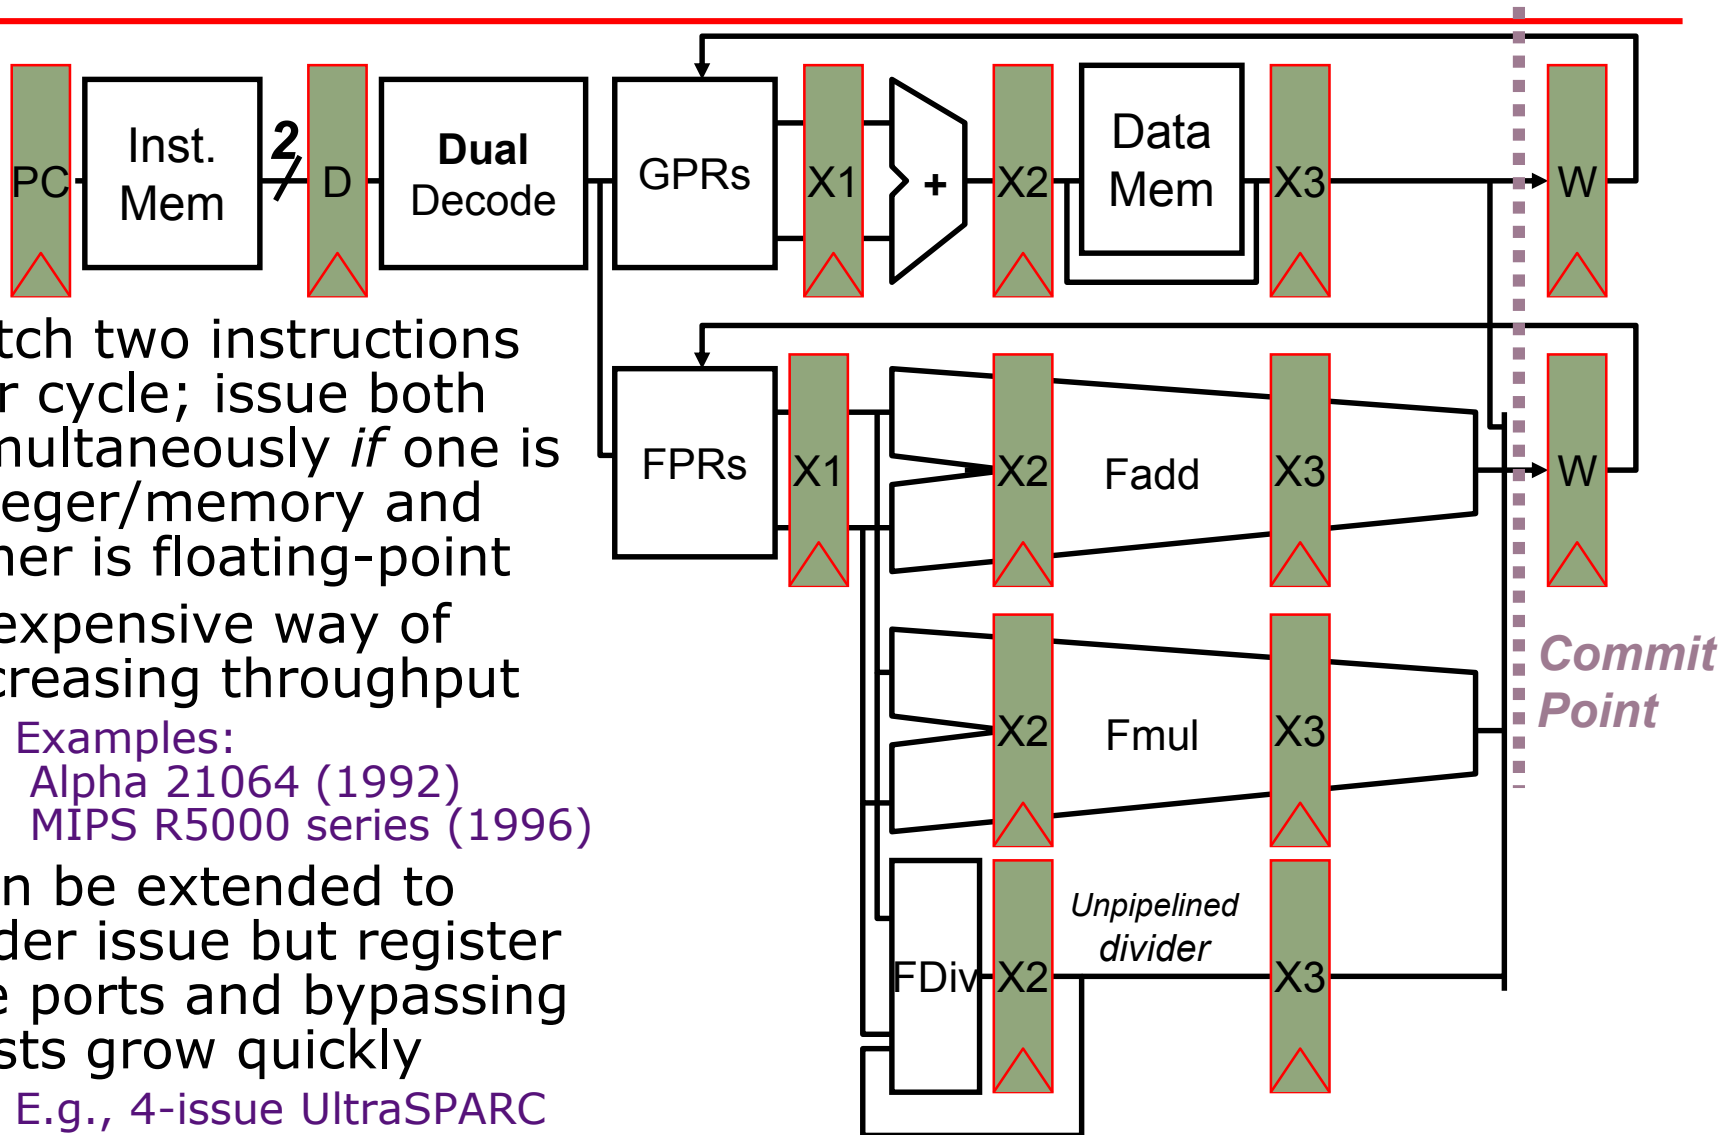 PC
Inst.
Mem
2
D
Dual
Decode
GPRs
X1
+
X2
Data
Mem
X3
W
tch two instructions
r cycle; issue both
multaneously if one is
eger/memory and
her is floating-point
expensive way of
creasing throughput
Examples:
Alpha 21064 (1992)
MIPS R5000 series (1996)
n be extended to
der issue but register
e ports and bypassing
sts grow quickly
E.g., 4-issue UltraSPARC
FPRs
X1
X2
Fadd
X3
W
X2
Fmul
X3
Commit
Point
FDiv
X2
Unpipelined
divider
X3